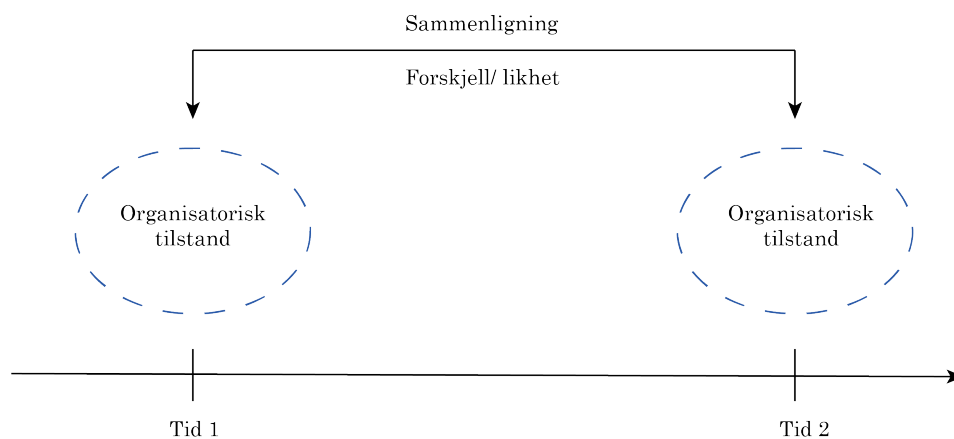 Sammenligning
Forskjell/ likhet
Organisatorisk
tilstand
Organisatorisk
tilstand
Tid 1
Tid 2